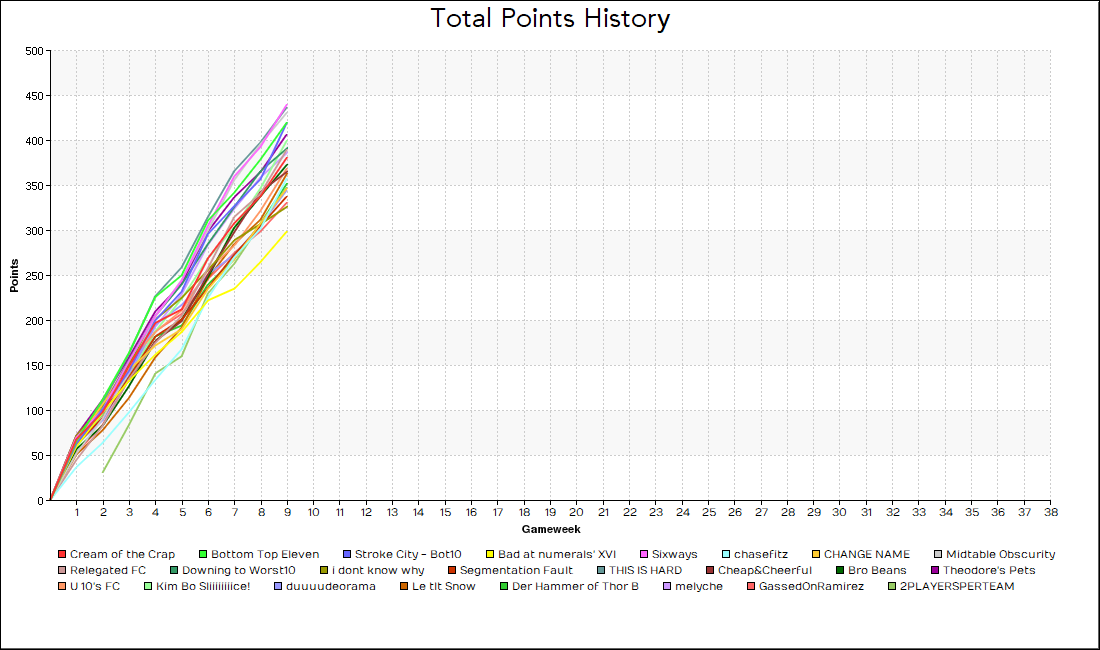 Total Points History
500
450
400
350
300
250
200
150
100
50
0
Points
1 2 3 4 5 6 7 8 9 10 11 12 13 14 15 16 17 18 19 20 21 22 23 24 25 26 27 28 29 30 31 32 33 34 35 36 37 38
Gameweek
Cream of the Crap Bottom Top Eleven Stroke City - Bot10 Bad at numerals' XVI Sixways chasefitz CHANGE NAME Midtable Obscurity
Relegated FC Downing to Worst10 i dont know why Segmentation Fault THIS IS HARD Cheap&Cheerful Bro Beans Theodore's Pets
U10's FC Kim Bo Sliiiiiiiice! duuuudeorama Le tIt Snow Der Hammer of Thor B melyche GassedOnRamirez 2PLAYERSPERTEAM